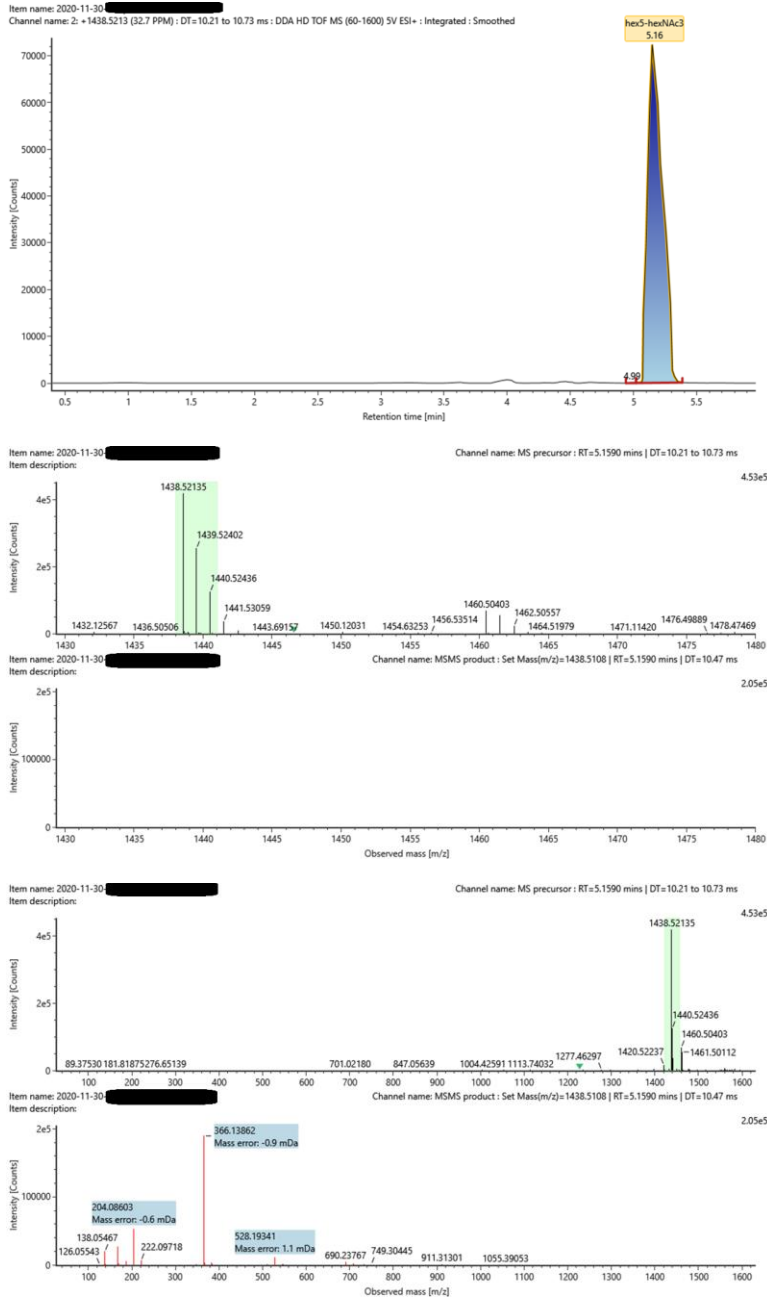 Item name: 2020-11-30-
Channel name: 2: +1438.5213 (32.7 PPM) : DT=10.21 to 10.73 ms : DDA HD TOF MS (60-1600) 5V ESI+ : Integrated : Smoothed
hex5-hexNAc3
5.16
70000
60000
50000
40000
30000
20000
10000
0
Intensity [Counts]
4.99
0.5 1 1.5 2 2.5 3 3.5 4 4.5 5 5.5
Retention time [min]
Item name: 2020-11-30-
Channel name: MS precursor : RT=5.1590 mins | DT=10.21 to 10.73 ms
Item description:
4.53e5
1438.52135
4e5
1439.52402
Intensity [Counts]
2e5
1440.52436
1441.53059
1460.50403
1432.12567 1436.50506 1443.69157 1450.12031 1454.63253 1456.53514 1462.50557 1464.51979 1471.11420 1476.49889 1478.47469
0
1430 1435 1440 1445 1450 1455 1460 1465 1470 1475 1480
Item name: 2020-11-30-
Channel name: MSMS product : Set Mass(m/z)=1438.5108 | RT=5.1590 mins | DT=10.47 ms
Item description:
2.05e5
2e5
Intensity [Counts]
100000
0
1430 1435 1440 1445 1450 1455 1460 1465 1470 1475 1480
Observed mass [m/z]
Item name: 2020-11-30-
Channel name: MS precursor : RT=5.1590 mins | DT=10.21 to 10.73 ms
Item description:
4.53e5
1438.52135
4e5
Intensity [Counts]
2e5
1440.52436
1460.50403
1461.50112
89.37530 181.81875 276.65139 701.02180 847.05639 1004.42591 1113.74032 1277.46297 1420.52237
0
100 200 300 400 500 600 700 800 900 1000 1100 1200 1300 1400 1500 1600
Item name: 2020-11-30-
Channel name: MSMS product : Set Mass(m/z)=1438.5108 | RT=5.1590 mins | DT=10.47 ms
Item description:
2.05e5
2e5
366.13862
Mass error: -0.9 mDa
Intensity [Counts]
100000
204.08603
Mass error: -0.6 mDa
138.05467
126.05543
222.09718
528.19341
Mass error: 1.1 mDa
690.23767 749.30445 911.31301 1055.39053
0
100 200 300 400 500 600 700 800 900 1000 1100 1200 1300 1400 1500 1600
Observed mass [m/z]